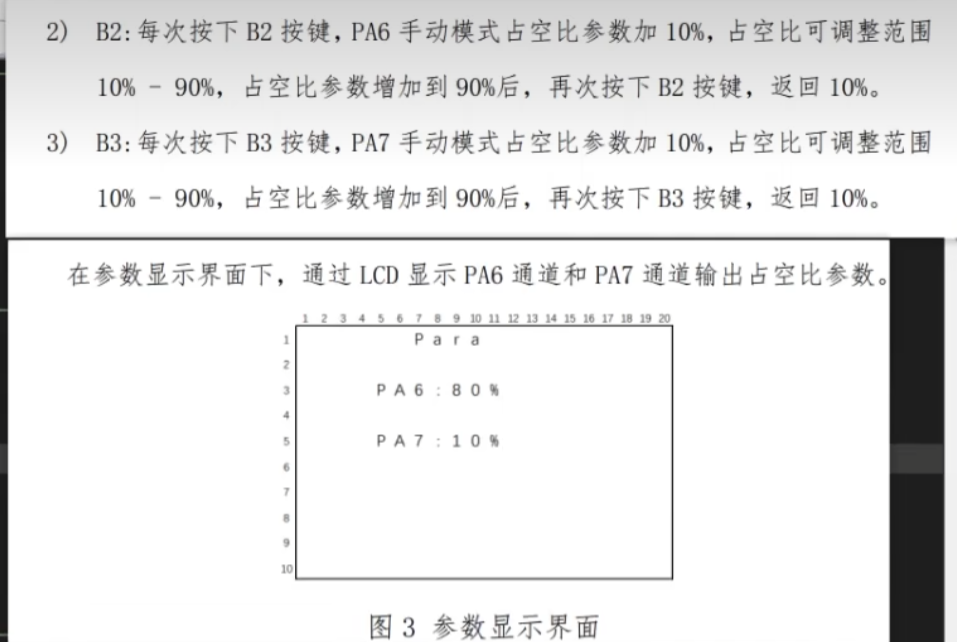 2) B2:每次按下 B2 按键,PA6 手动模式占空比参数加 10%,占空比可调整范围
10% - 90%,占空比参数增加到 90%后,再次按下 B2 按键,返回 10%。
3) B3:每次按下 B3 按键,PA7 手动模式占空比参数加 10%,占空比可调整范围
10% - 90%,占空比参数增加到 90%后,再次按下 B3 按键,返回 10%。
在参数显示界面下,通过 LCD 显示 PA6 通道和 PA7 通道输出占空比参数。
1 2 3 4 5 6 7 8 9 10 11 12 13 14 15 16 17 18 19 20
1 Para
2
3 PA6:80%
4
5 PA7:10%
6
7
8
9
10
图 3 参数显示界面